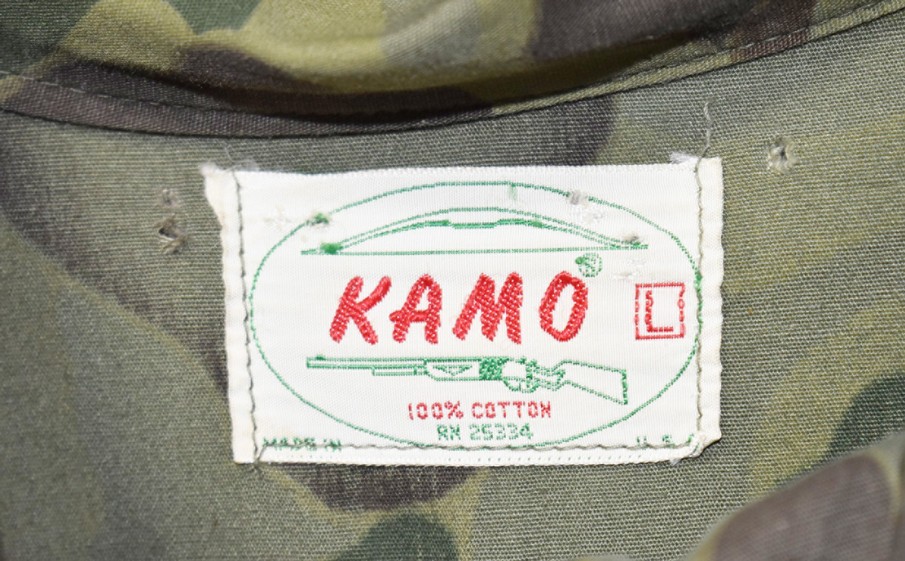 KAMO ®
L
100% COTTON
RN 25334
MADE IN U.S.